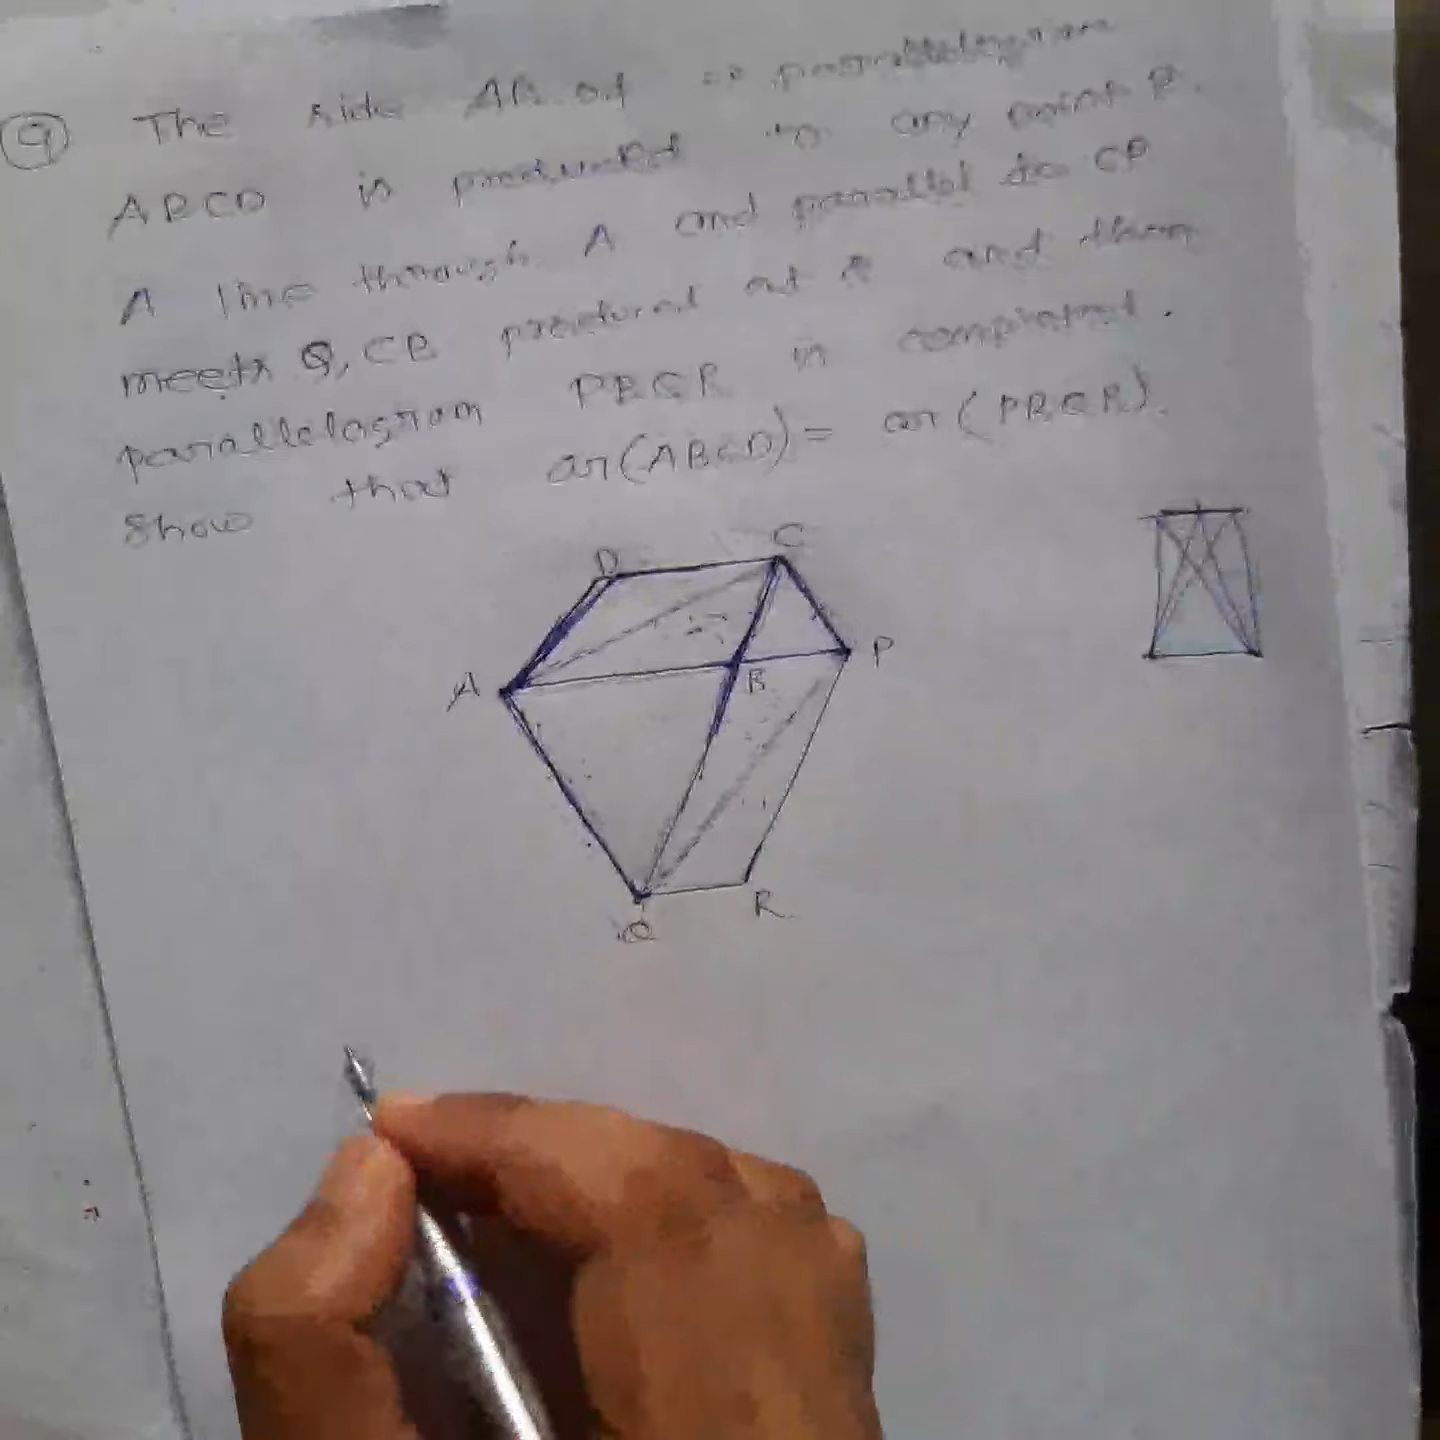 9 The side AB of a parallelogram
ABCD is produced to any point P.
A line through A and parallel to CP
meets Q, CB produced at Q and then
parallelogram PBQR is completed.
Show that ar(ABCD) = ar(PBQR).
D C
A B P
Q R